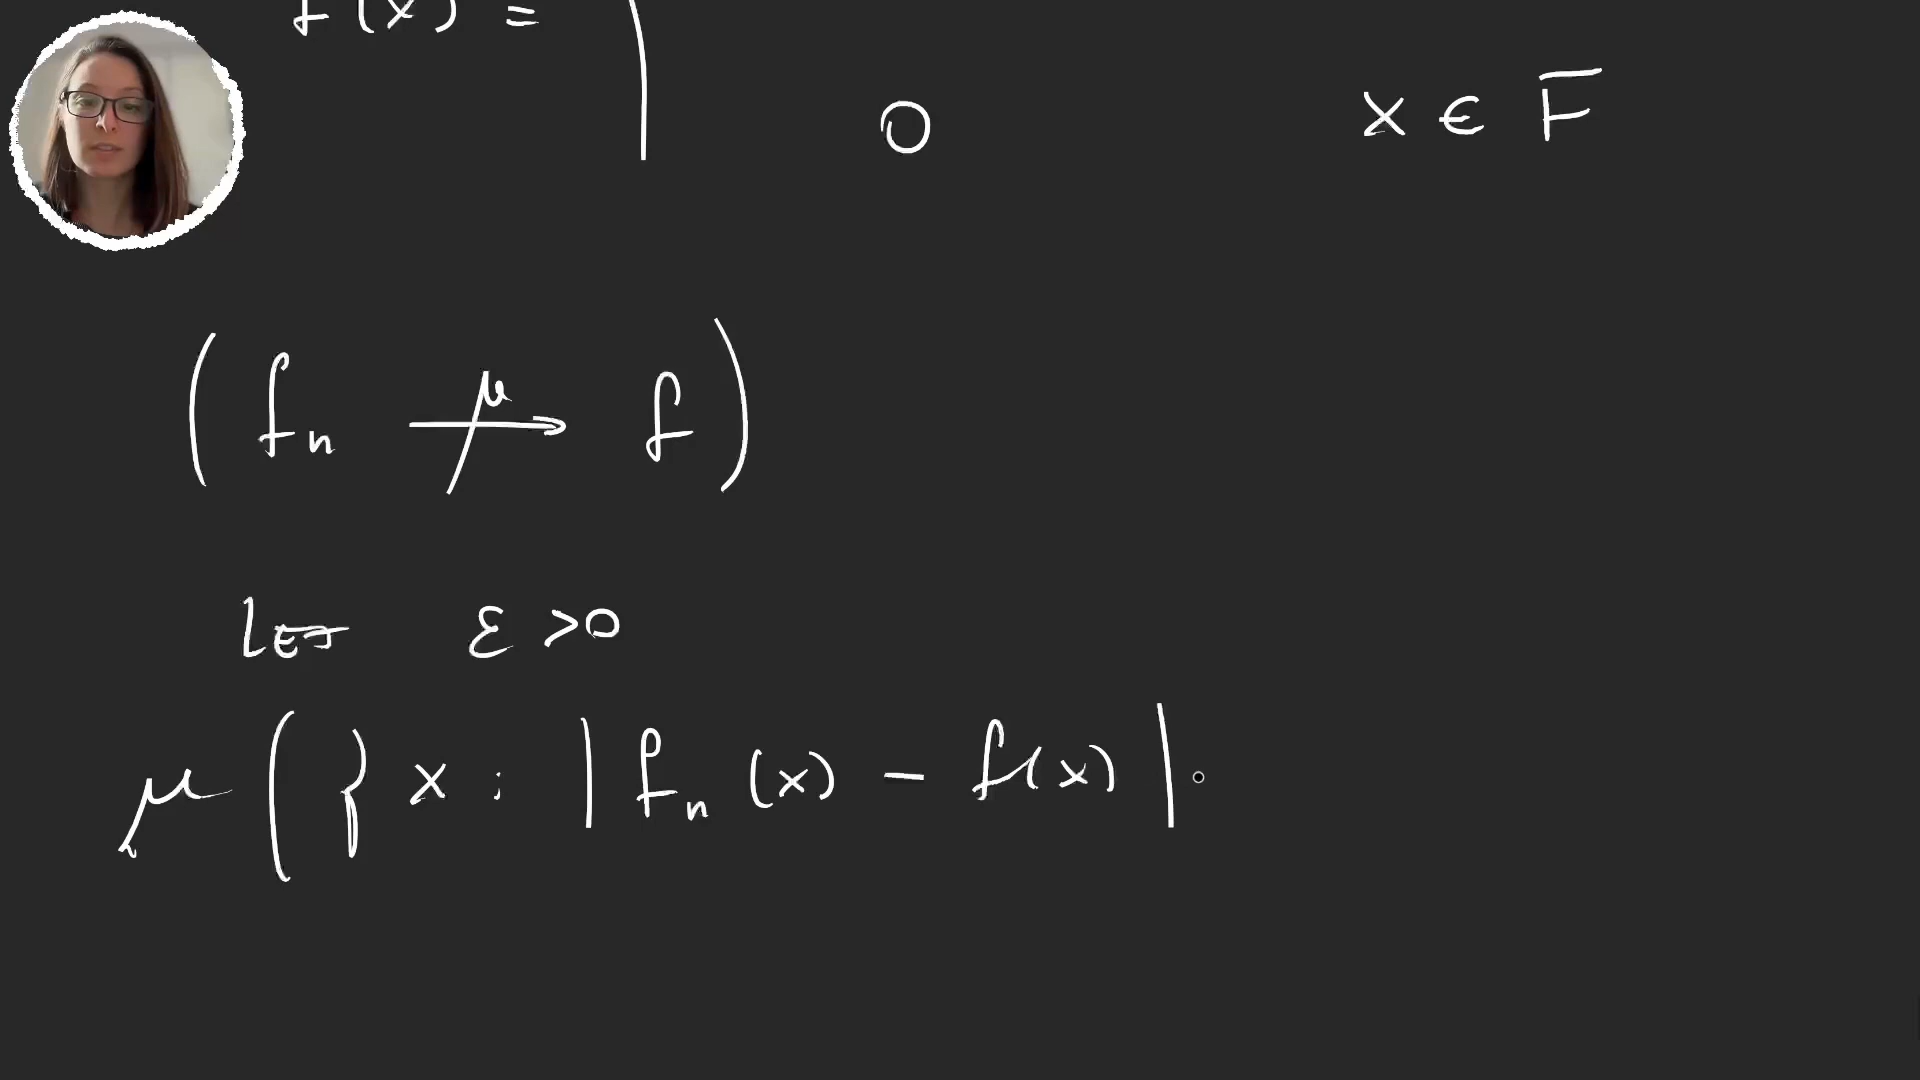 f(x) =
0 x ∈ F
( fₙ -/->^μ f )
LET ε >0
μ ( { x : | fₙ (x) - f(x) |